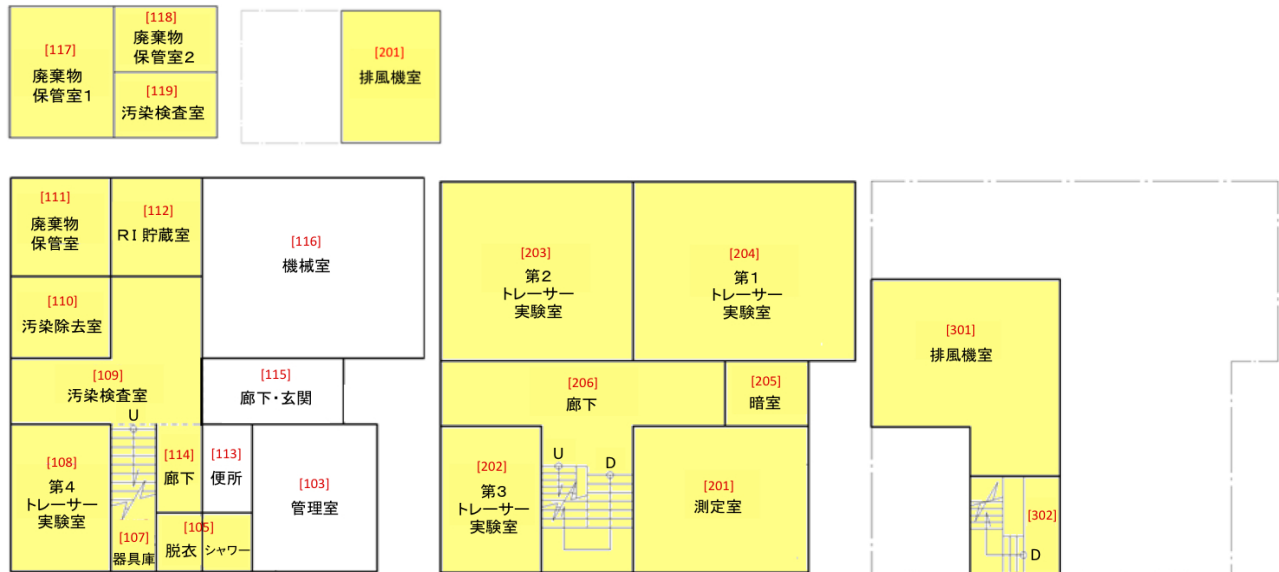 [117]
廃棄物
保管室1
[118]
廃棄物
保管室2
[119]
汚染検査室
[201]
排風機室
[111]
廃棄物
保管室
[112]
RI 貯蔵室
[116]
機械室
[110]
汚染除去室
[109]
汚染検査室
U
[115]
廊下・玄関
[108]
第4
トレーサー
実験室
[107]
器具庫
[114]
廊下
[105]
脱衣 シャワー
[113]
便所
[103]
管理室
[203]
第2
トレーサー
実験室
[204]
第1
トレーサー
実験室
[206]
廊下
[205]
暗室
[202]
第3
トレーサー
実験室
U
D
[201]
測定室
[301]
排風機室
[302]
D